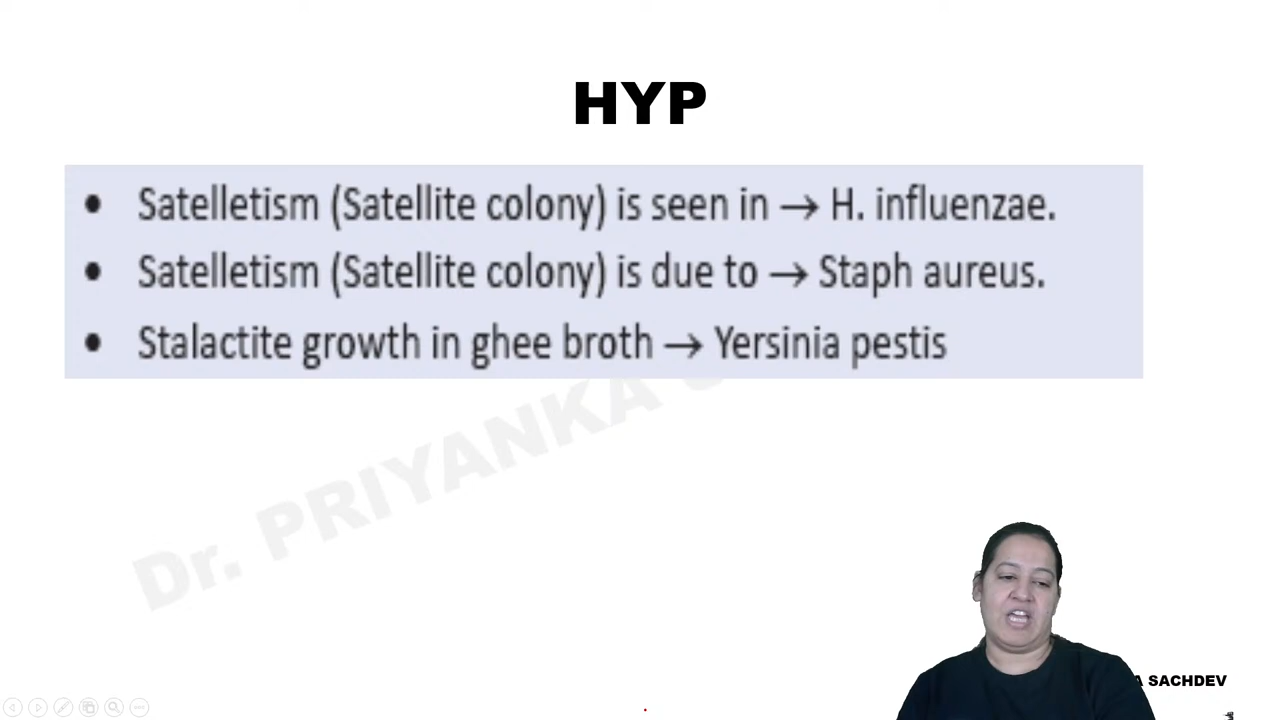 HYP
• Satelletism (Satellite colony) is seen in → H. influenzae.
• Satelletism (Satellite colony) is due to → Staph aureus.
• Stalactite growth in ghee broth → Yersinia pestis
Dr. PRIYANKA
SACHDEV